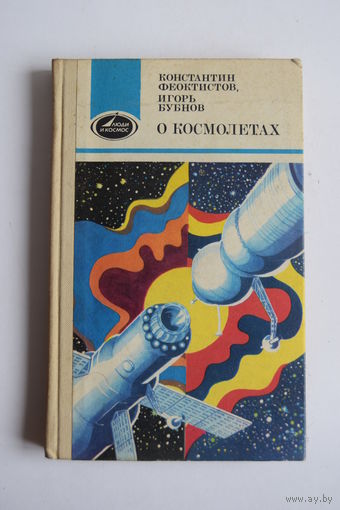 КОНСТАНТИН
ФЕОКТИСТОВ,
ИГОРЬ
БУБНОВ
ЛЮДИ
И КОСМОС
О КОСМОЛЕТАХ
www.ay.by